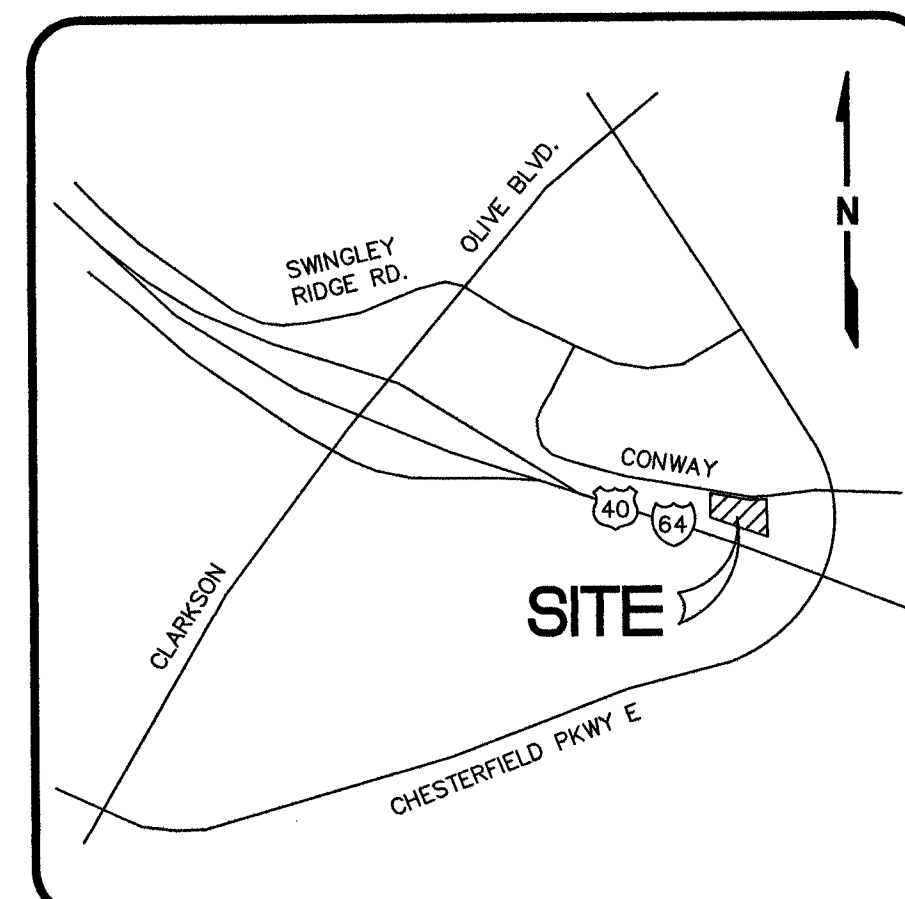 OLIVE BLVD.
N
SWINGLEY
RIDGE RD.
CONWAY
40
64
SITE
CLARKSON
CHESTERFIELD PKWY E